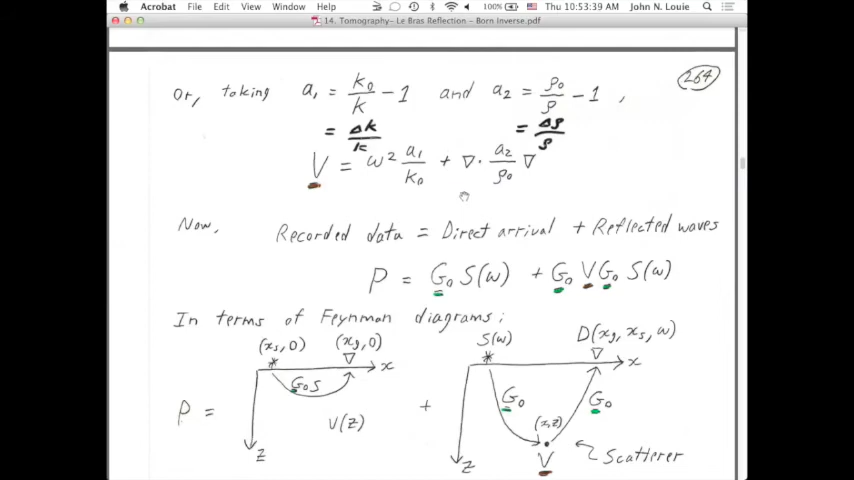 Acrobat File Edit View Window Help 100% Thu 10:53:39 AM John N. Louie
14. Tomography- Le Bras Reflection - Born Inverse.pdf
264
Or, taking a₁ = K₀/K - 1 and a₂ = ρ₀/ρ - 1 ,
= ΔK/K = Δρ/ρ
V = ω² a₁/K₀ + ∇· a₂/ρ₀ ∇
Now, Recorded data = Direct arrival + Reflected waves
P = G₀ S(ω) + G₀ V G₀ S(ω)
In terms of Feynman diagrams:
(xs,0) (xg,0) S(ω) D(xg, xs, ω)
* ∇ x * ∇ x
G₀S
P = V(z) + G₀ G₀
(x,z)
z z V Scatterer